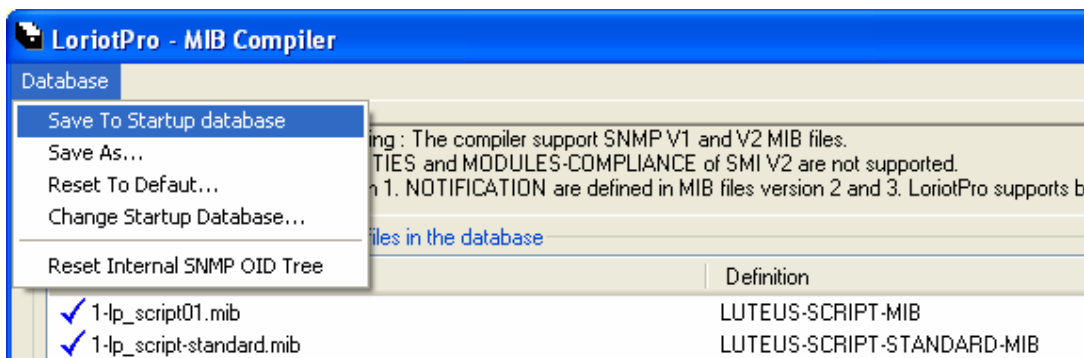 LoriotPro - MIB Compiler
Database
Save To Startup database
Save As...
Reset To Defaut...
Change Startup Database...
Reset Internal SNMP OID Tree
ing : The compiler support SNMP V1 and V2 MIB files.
TIES and MODULES-COMPLIANCE of SMI V2 are not supported.
1. NOTIFICATION are defined in MIB files version 2 and 3. LoriotPro supports b
files in the database
Definition
1-lp_script01.mib LUTEUS-SCRIPT-MIB
1-lp_script-standard.mib LUTEUS-SCRIPT-STANDARD-MIB